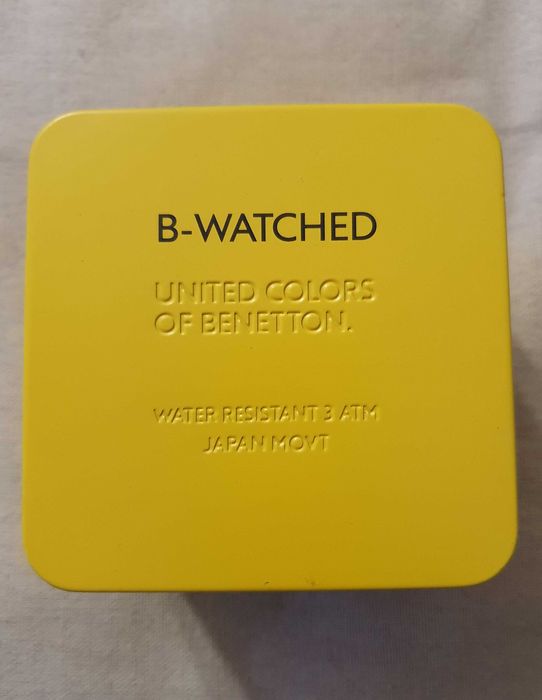 B-WATCHED
UNITED COLORS
OF BENETTON.
WATER RESISTANT 3 ATM
JAPAN MOVT